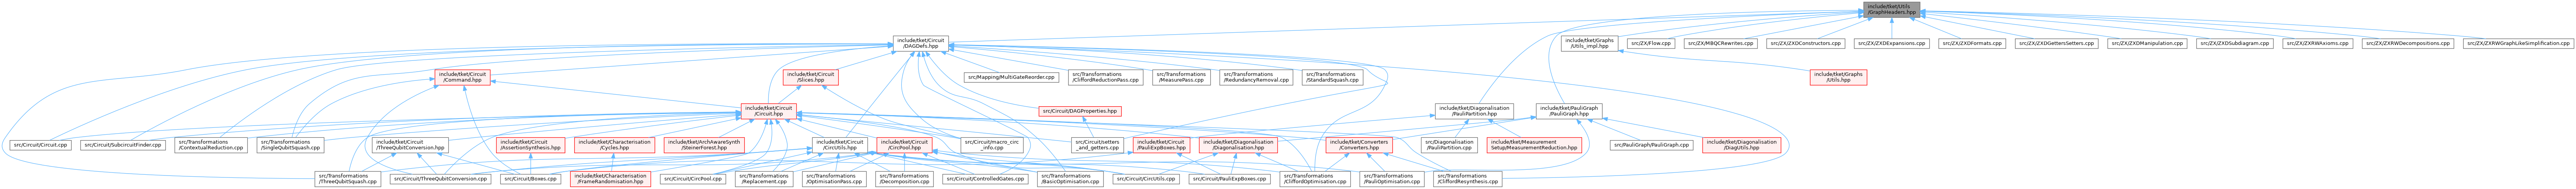 include/tket/Utils
/GraphHeaders.hpp
include/tket/Circuit
/DAGDefs.hpp
include/tket/Graphs
/Utils_impl.hpp
src/ZX/Flow.cpp
src/ZX/MBQCRewrites.cpp
src/ZX/ZXDConstructors.cpp
src/ZX/ZXDExpansions.cpp
src/ZX/ZXDFormats.cpp
src/ZX/ZXDGettersSetters.cpp
src/ZX/ZXDManipulation.cpp
src/ZX/ZXDSubdiagram.cpp
src/ZX/ZXRWAxioms.cpp
src/ZX/ZXRWDecompositions.cpp
src/ZX/ZXRWGraphLikeSimplification.cpp
include/tket/Circuit
/Command.hpp
include/tket/Circuit
/Slices.hpp
src/Mapping/MultiGateReorder.cpp
src/Transformations
/CliffordReductionPass.cpp
src/Transformations
/MeasurePass.cpp
src/Transformations
/RedundancyRemoval.cpp
src/Transformations
/StandardSquash.cpp
include/tket/Graphs
/Utils.hpp
include/tket/Circuit
/Circuit.hpp
src/Circuit/DAGProperties.hpp
include/tket/Diagonalisation
/PauliPartition.hpp
include/tket/PauliGraph
/PauliGraph.hpp
src/Circuit/Circuit.cpp
src/Circuit/SubcircuitFinder.cpp
src/Transformations
/ContextualReduction.cpp
src/Transformations
/SingleQubitSquash.cpp
include/tket/Circuit
/ThreeQubitConversion.hpp
include/tket/Circuit
/AssertionSynthesis.hpp
include/tket/Characterisation
/Cycles.hpp
include/tket/ArchAwareSynth
/SteinerForest.hpp
include/tket/Circuit
/CircUtils.hpp
include/tket/Circuit
/CircPool.hpp
src/Circuit/macro_circ
_info.cpp
src/Circuit/setters
_and_getters.cpp
include/tket/Circuit
/PauliExpBoxes.hpp
include/tket/Diagonalisation
/Diagonalisation.hpp
include/tket/Converters
/Converters.hpp
src/Diagonalisation
/PauliPartition.cpp
include/tket/Measurement
Setup/MeasurementReduction.hpp
src/PauliGraph/PauliGraph.cpp
include/tket/Diagonalisation
/DiagUtils.hpp
src/Transformations
/ThreeQubitSquash.cpp
src/Circuit/ThreeQubitConversion.cpp
src/Circuit/Boxes.cpp
include/tket/Characterisation
/FrameRandomisation.hpp
src/Circuit/CircPool.cpp
src/Transformations
/Replacement.cpp
src/Transformations
/OptimisationPass.cpp
src/Transformations
/Decomposition.cpp
src/Circuit/ControlledGates.cpp
src/Transformations
/BasicOptimisation.cpp
src/Circuit/CircUtils.cpp
src/Circuit/PauliExpBoxes.cpp
src/Transformations
/CliffordOptimisation.cpp
src/Transformations
/PauliOptimisation.cpp
src/Transformations
/CliffordResynthesis.cpp